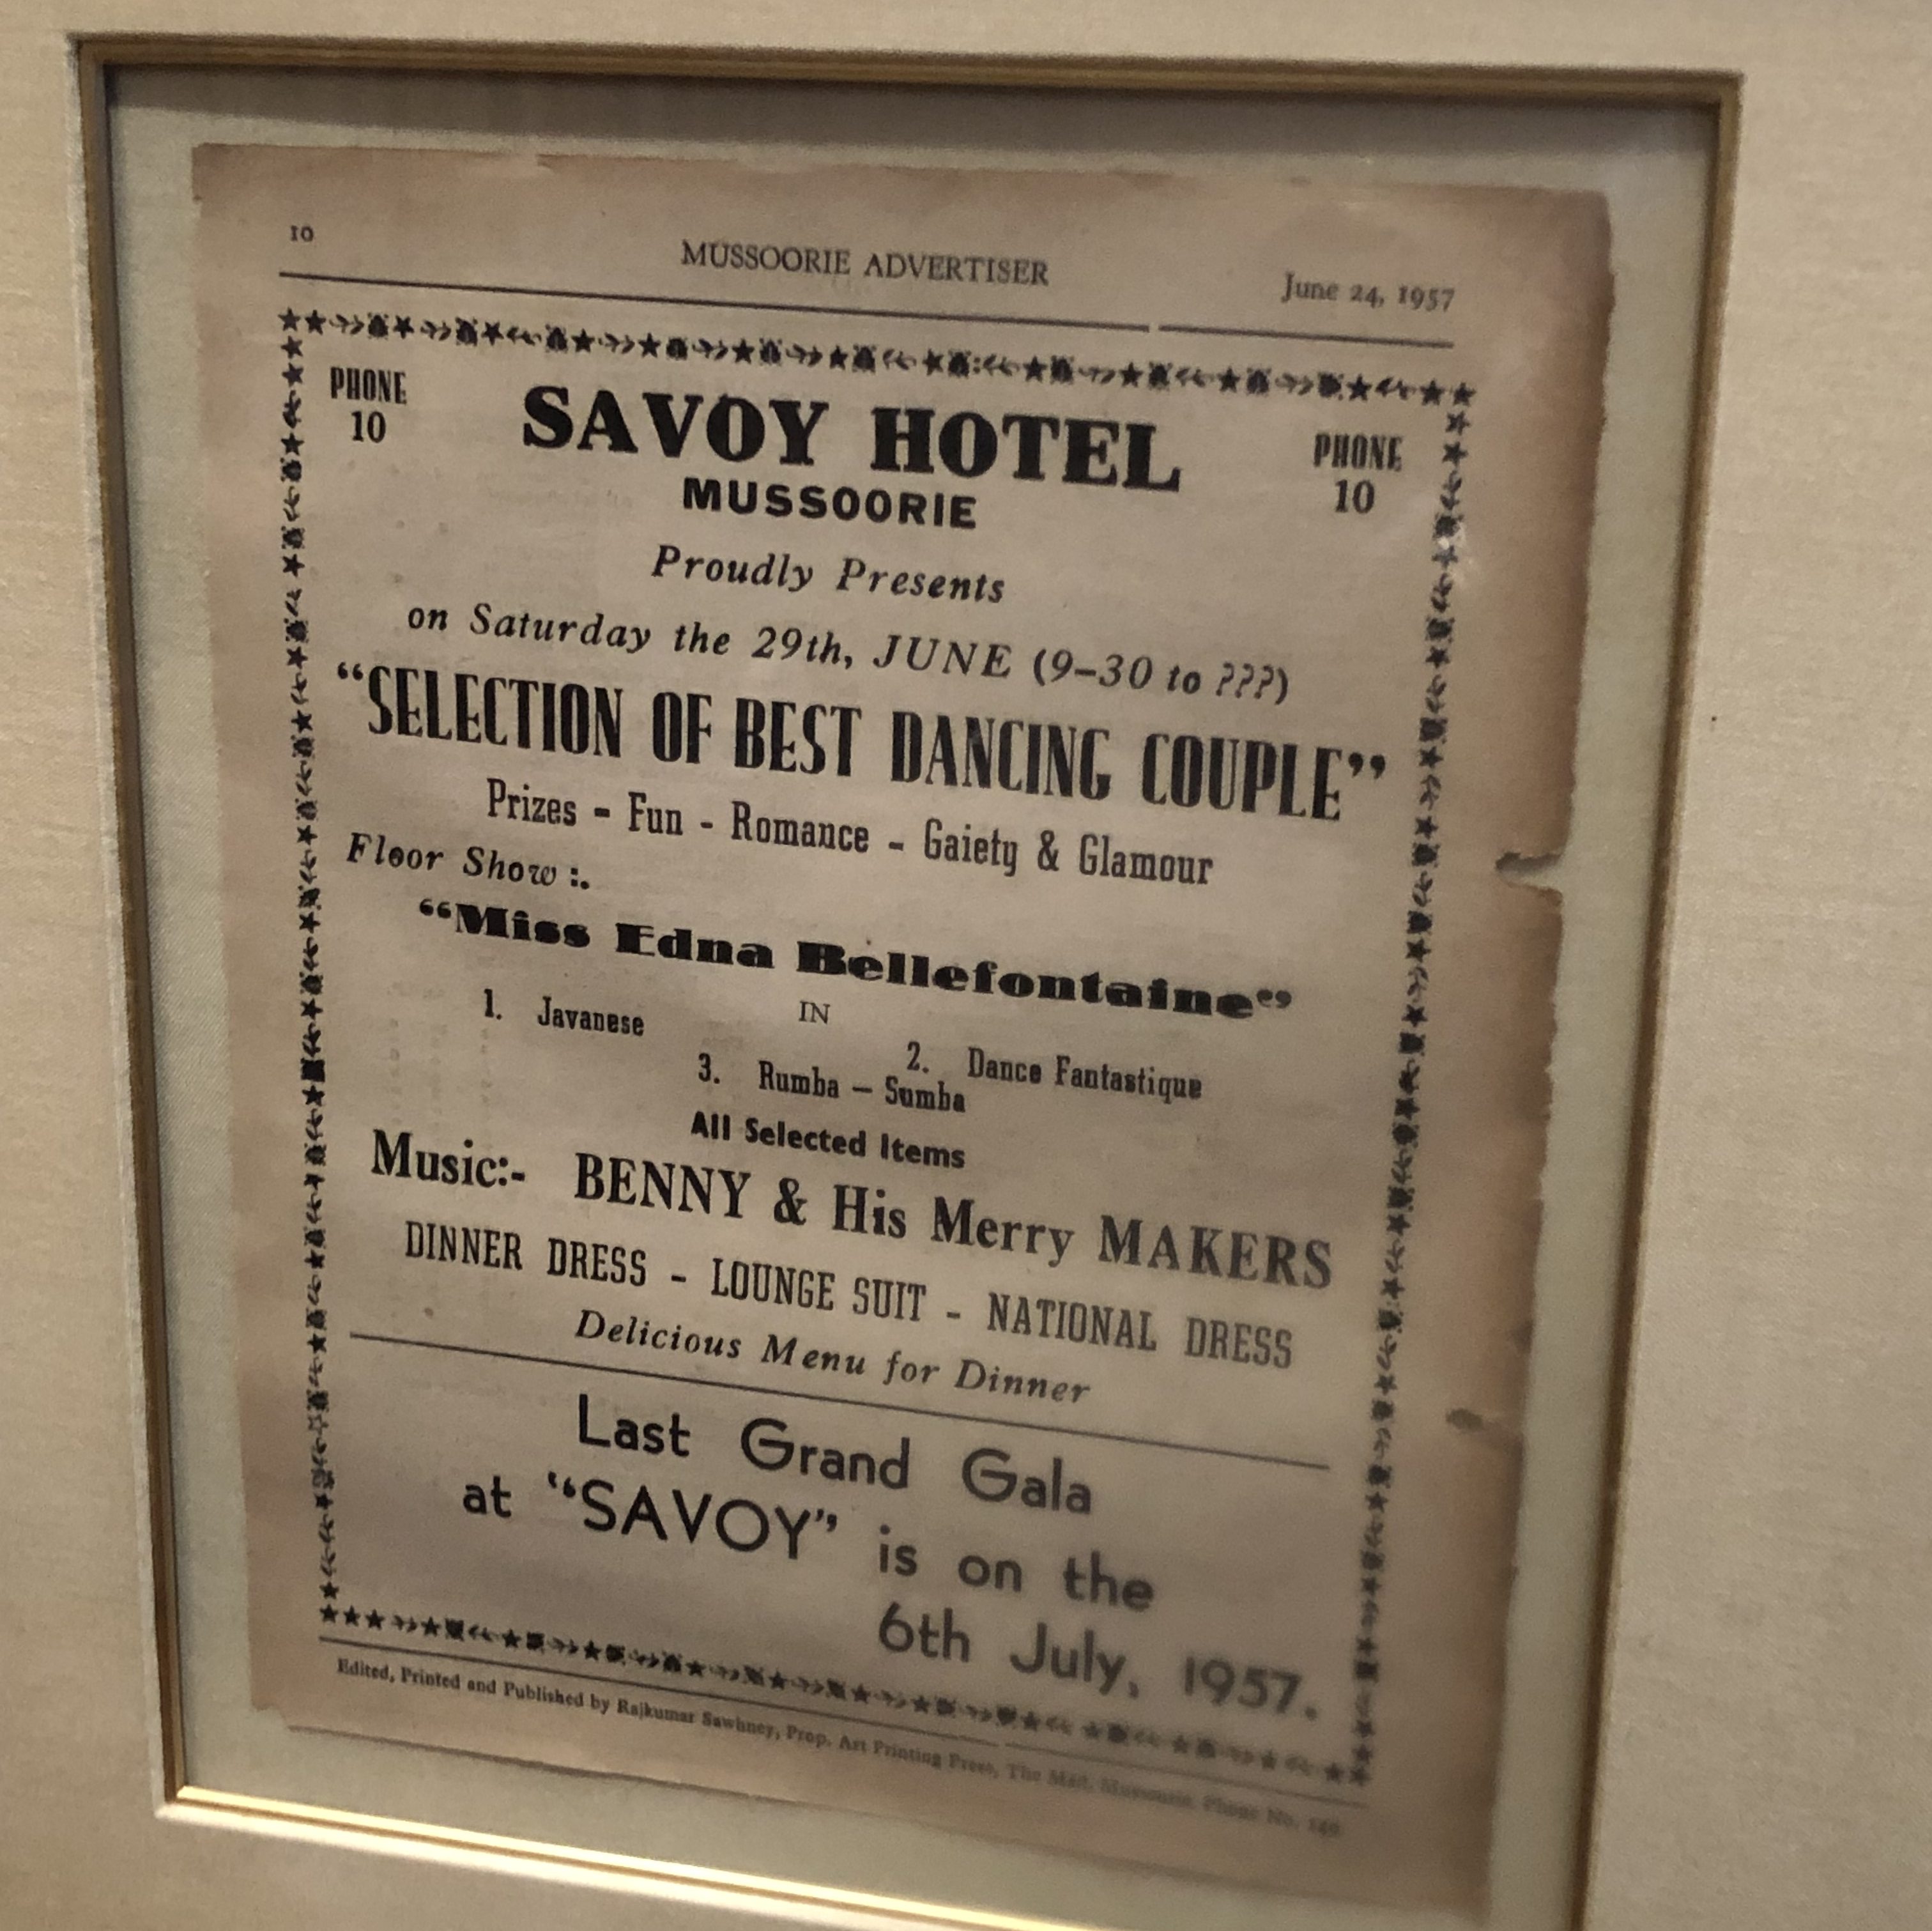 10 MUSSOORIE ADVERTISER June 24, 1957
PHONE
10
SAVOY HOTEL
PHONE
10
MUSSOORIE
Proudly Presents
on Saturday the 29th, JUNE (9–30 to ???)
“SELECTION OF BEST DANCING COUPLE”
Prizes - Fun - Romance - Gaiety & Glamour
Floor Show :.
“Miss Edna Bellefontaine”
IN
1. Javanese
2. Dance Fantastique
3. Rumba – Sumba
All Selected Items
Music:- BENNY & His Merry MAKERS
DINNER DRESS - LOUNGE SUIT - NATIONAL DRESS
Delicious Menu for Dinner
Last Grand Gala
at “SAVOY” is on the
6th July, 1957.
Edited, Printed and Published by Rajkumar Sawhney, Prop. Art Printing Press, The Mall, Mussoorie. Phone No.